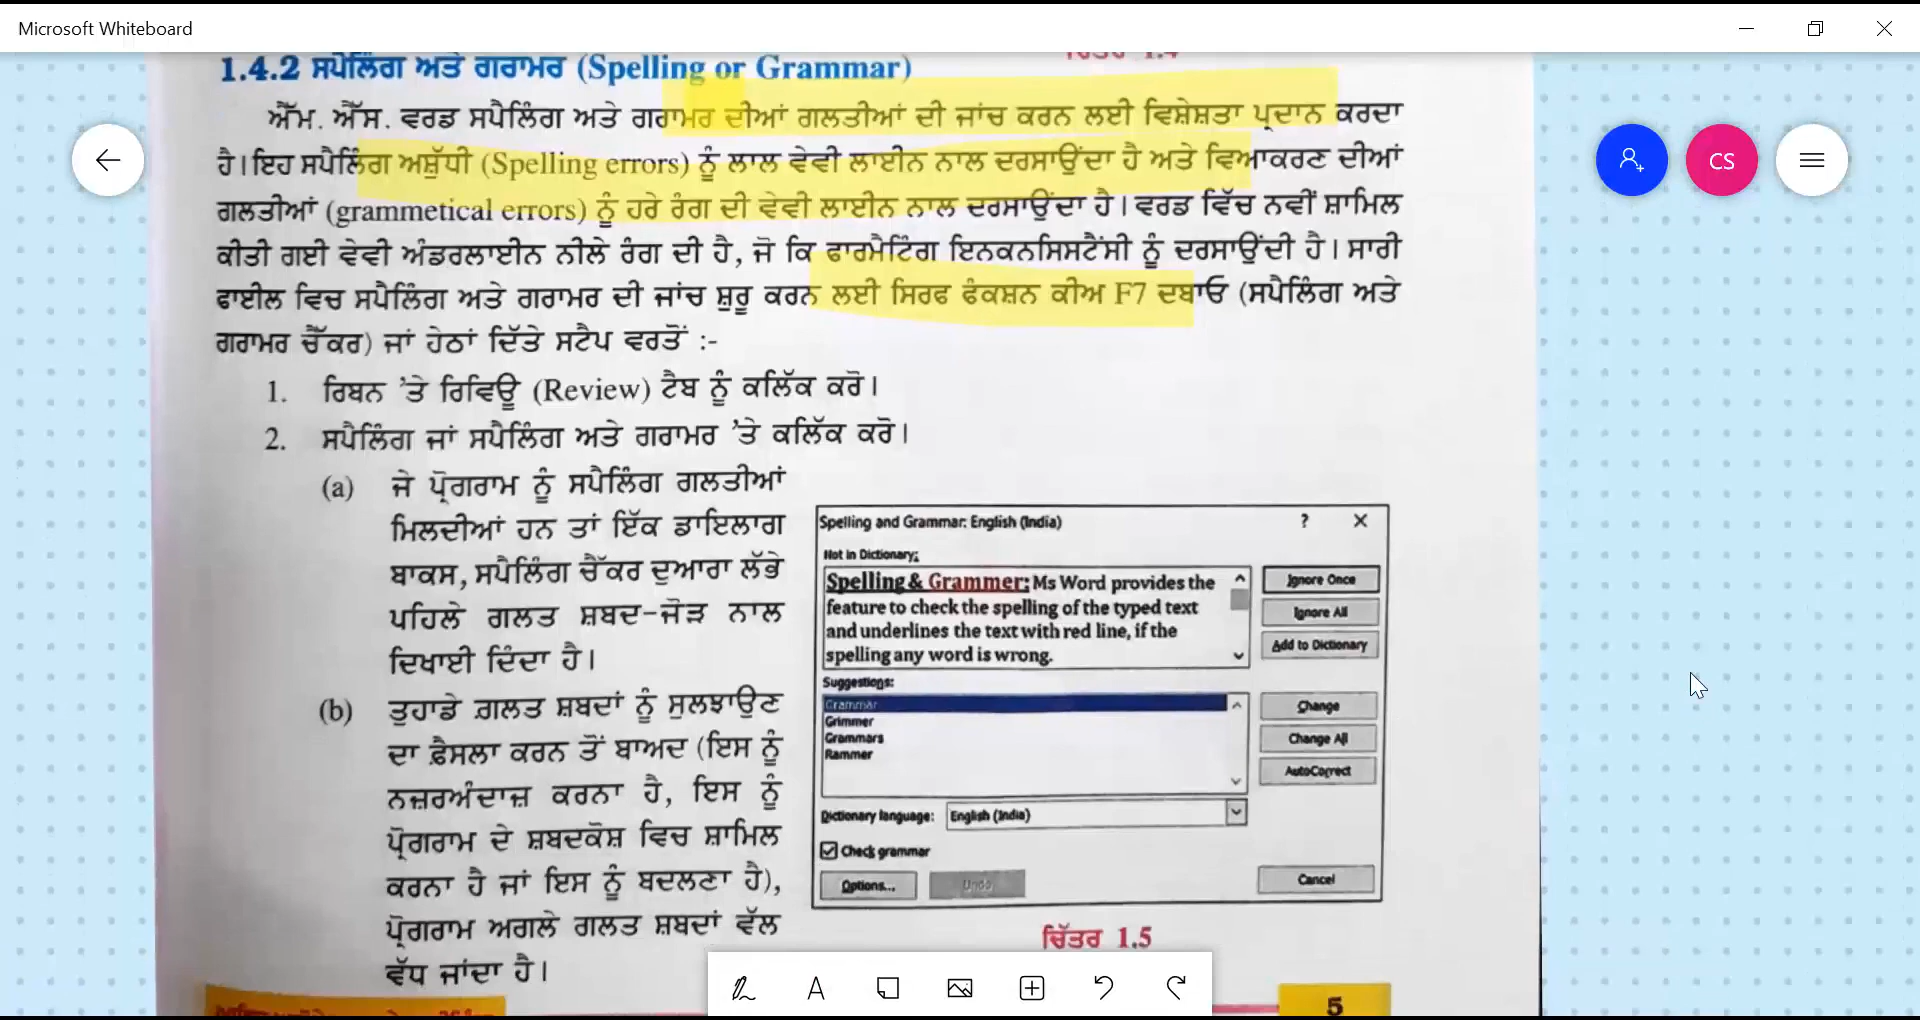 Microsoft Whiteboard
1.4.2 ਸਪੈਲਿੰਗ ਅਤੇ ਗਰਾਮਰ (Spelling or Grammar)
ਐੱਮ. ਐੱਸ. ਵਰਡ ਸਪੈਲਿੰਗ ਅਤੇ ਗਰਾਮਰ ਦੀਆਂ ਗਲਤੀਆਂ ਦੀ ਜਾਂਚ ਕਰਨ ਲਈ ਵਿਸ਼ੇਸ਼ਤਾ ਪ੍ਰਦਾਨ ਕਰਦਾ
ਹੈ। ਇਹ ਸਪੈਲਿੰਗ ਅਸ਼ੁੱਧੀ (Spelling errors) ਨੂੰ ਲਾਲ ਵੇਵੀ ਲਾਈਨ ਨਾਲ ਦਰਸਾਉਂਦਾ ਹੈ ਅਤੇ ਵਿਆਕਰਣ ਦੀਆਂ
ਗਲਤੀਆਂ (grammetical errors) ਨੂੰ ਹਰੇ ਰੰਗ ਦੀ ਵੇਵੀ ਲਾਈਨ ਨਾਲ ਦਰਸਾਉਂਦਾ ਹੈ। ਵਰਡ ਵਿੱਚ ਨਵੀਂ ਸ਼ਾਮਿਲ
ਕੀਤੀ ਗਈ ਵੇਵੀ ਅੰਡਰਲਾਈਨ ਨੀਲੇ ਰੰਗ ਦੀ ਹੈ, ਜੋ ਕਿ ਫਾਰਮੈਟਿੰਗ ਇਨਕਨਸਿਸਟੈਂਸੀ ਨੂੰ ਦਰਸਾਉਂਦੀ ਹੈ। ਸਾਰੀ
ਫਾਈਲ ਵਿਚ ਸਪੈਲਿੰਗ ਅਤੇ ਗਰਾਮਰ ਦੀ ਜਾਂਚ ਸ਼ੁਰੂ ਕਰਨ ਲਈ ਸਿਰਫ ਫੰਕਸ਼ਨ ਕੀਅ F7 ਦਬਾਓ (ਸਪੈਲਿੰਗ ਅਤੇ
ਗਰਾਮਰ ਚੈੱਕਰ) ਜਾਂ ਹੇਠਾਂ ਦਿੱਤੇ ਸਟੈਪ ਵਰਤੋਂ :-
1. ਰਿਬਨ 'ਤੇ ਰਿਵਿਊ (Review) ਟੈਬ ਨੂੰ ਕਲਿੱਕ ਕਰੋ।
2. ਸਪੈਲਿੰਗ ਜਾਂ ਸਪੈਲਿੰਗ ਅਤੇ ਗਰਾਮਰ 'ਤੇ ਕਲਿੱਕ ਕਰੋ।
(a) ਜੇ ਪ੍ਰੋਗਰਾਮ ਨੂੰ ਸਪੈਲਿੰਗ ਗਲਤੀਆਂ
ਮਿਲਦੀਆਂ ਹਨ ਤਾਂ ਇੱਕ ਡਾਇਲਾਗ
ਬਾਕਸ, ਸਪੈਲਿੰਗ ਚੈੱਕਰ ਦੁਆਰਾ ਲੱਭੇ
ਪਹਿਲੇ ਗਲਤ ਸ਼ਬਦ-ਜੋੜ ਨਾਲ
ਦਿਖਾਈ ਦਿੰਦਾ ਹੈ।
(b) ਤੁਹਾਡੇ ਗ਼ਲਤ ਸ਼ਬਦਾਂ ਨੂੰ ਸੁਲਝਾਉਣ
ਦਾ ਫ਼ੈਸਲਾ ਕਰਨ ਤੋਂ ਬਾਅਦ (ਇਸ ਨੂੰ
ਨਜ਼ਰਅੰਦਾਜ਼ ਕਰਨਾ ਹੈ, ਇਸ ਨੂੰ
ਪ੍ਰੋਗਰਾਮ ਦੇ ਸ਼ਬਦਕੋਸ਼ ਵਿਚ ਸ਼ਾਮਿਲ
ਕਰਨਾ ਹੈ ਜਾਂ ਇਸ ਨੂੰ ਬਦਲਣਾ ਹੈ),
ਪ੍ਰੋਗਰਾਮ ਅਗਲੇ ਗਲਤ ਸ਼ਬਦਾਂ ਵੱਲ
ਵੱਧ ਜਾਂਦਾ ਹੈ।
Spelling and Grammar: English (India) ? ×
Not in Dictionary:
Spelling & Grammer: Ms Word provides the
feature to check the spelling of the typed text
and underlines the text with red line, if the
spelling any word is wrong.
Ignore Once
Ignore All
Add to Dictionary
Suggestions:
Grammar
Grimmer
Grammars
Rammer
Change
Change All
AutoCorrect
Dictionary language: English (India)
Check grammar
Options... Undo Cancel
ਚਿੱਤਰ 1.5
5
CS